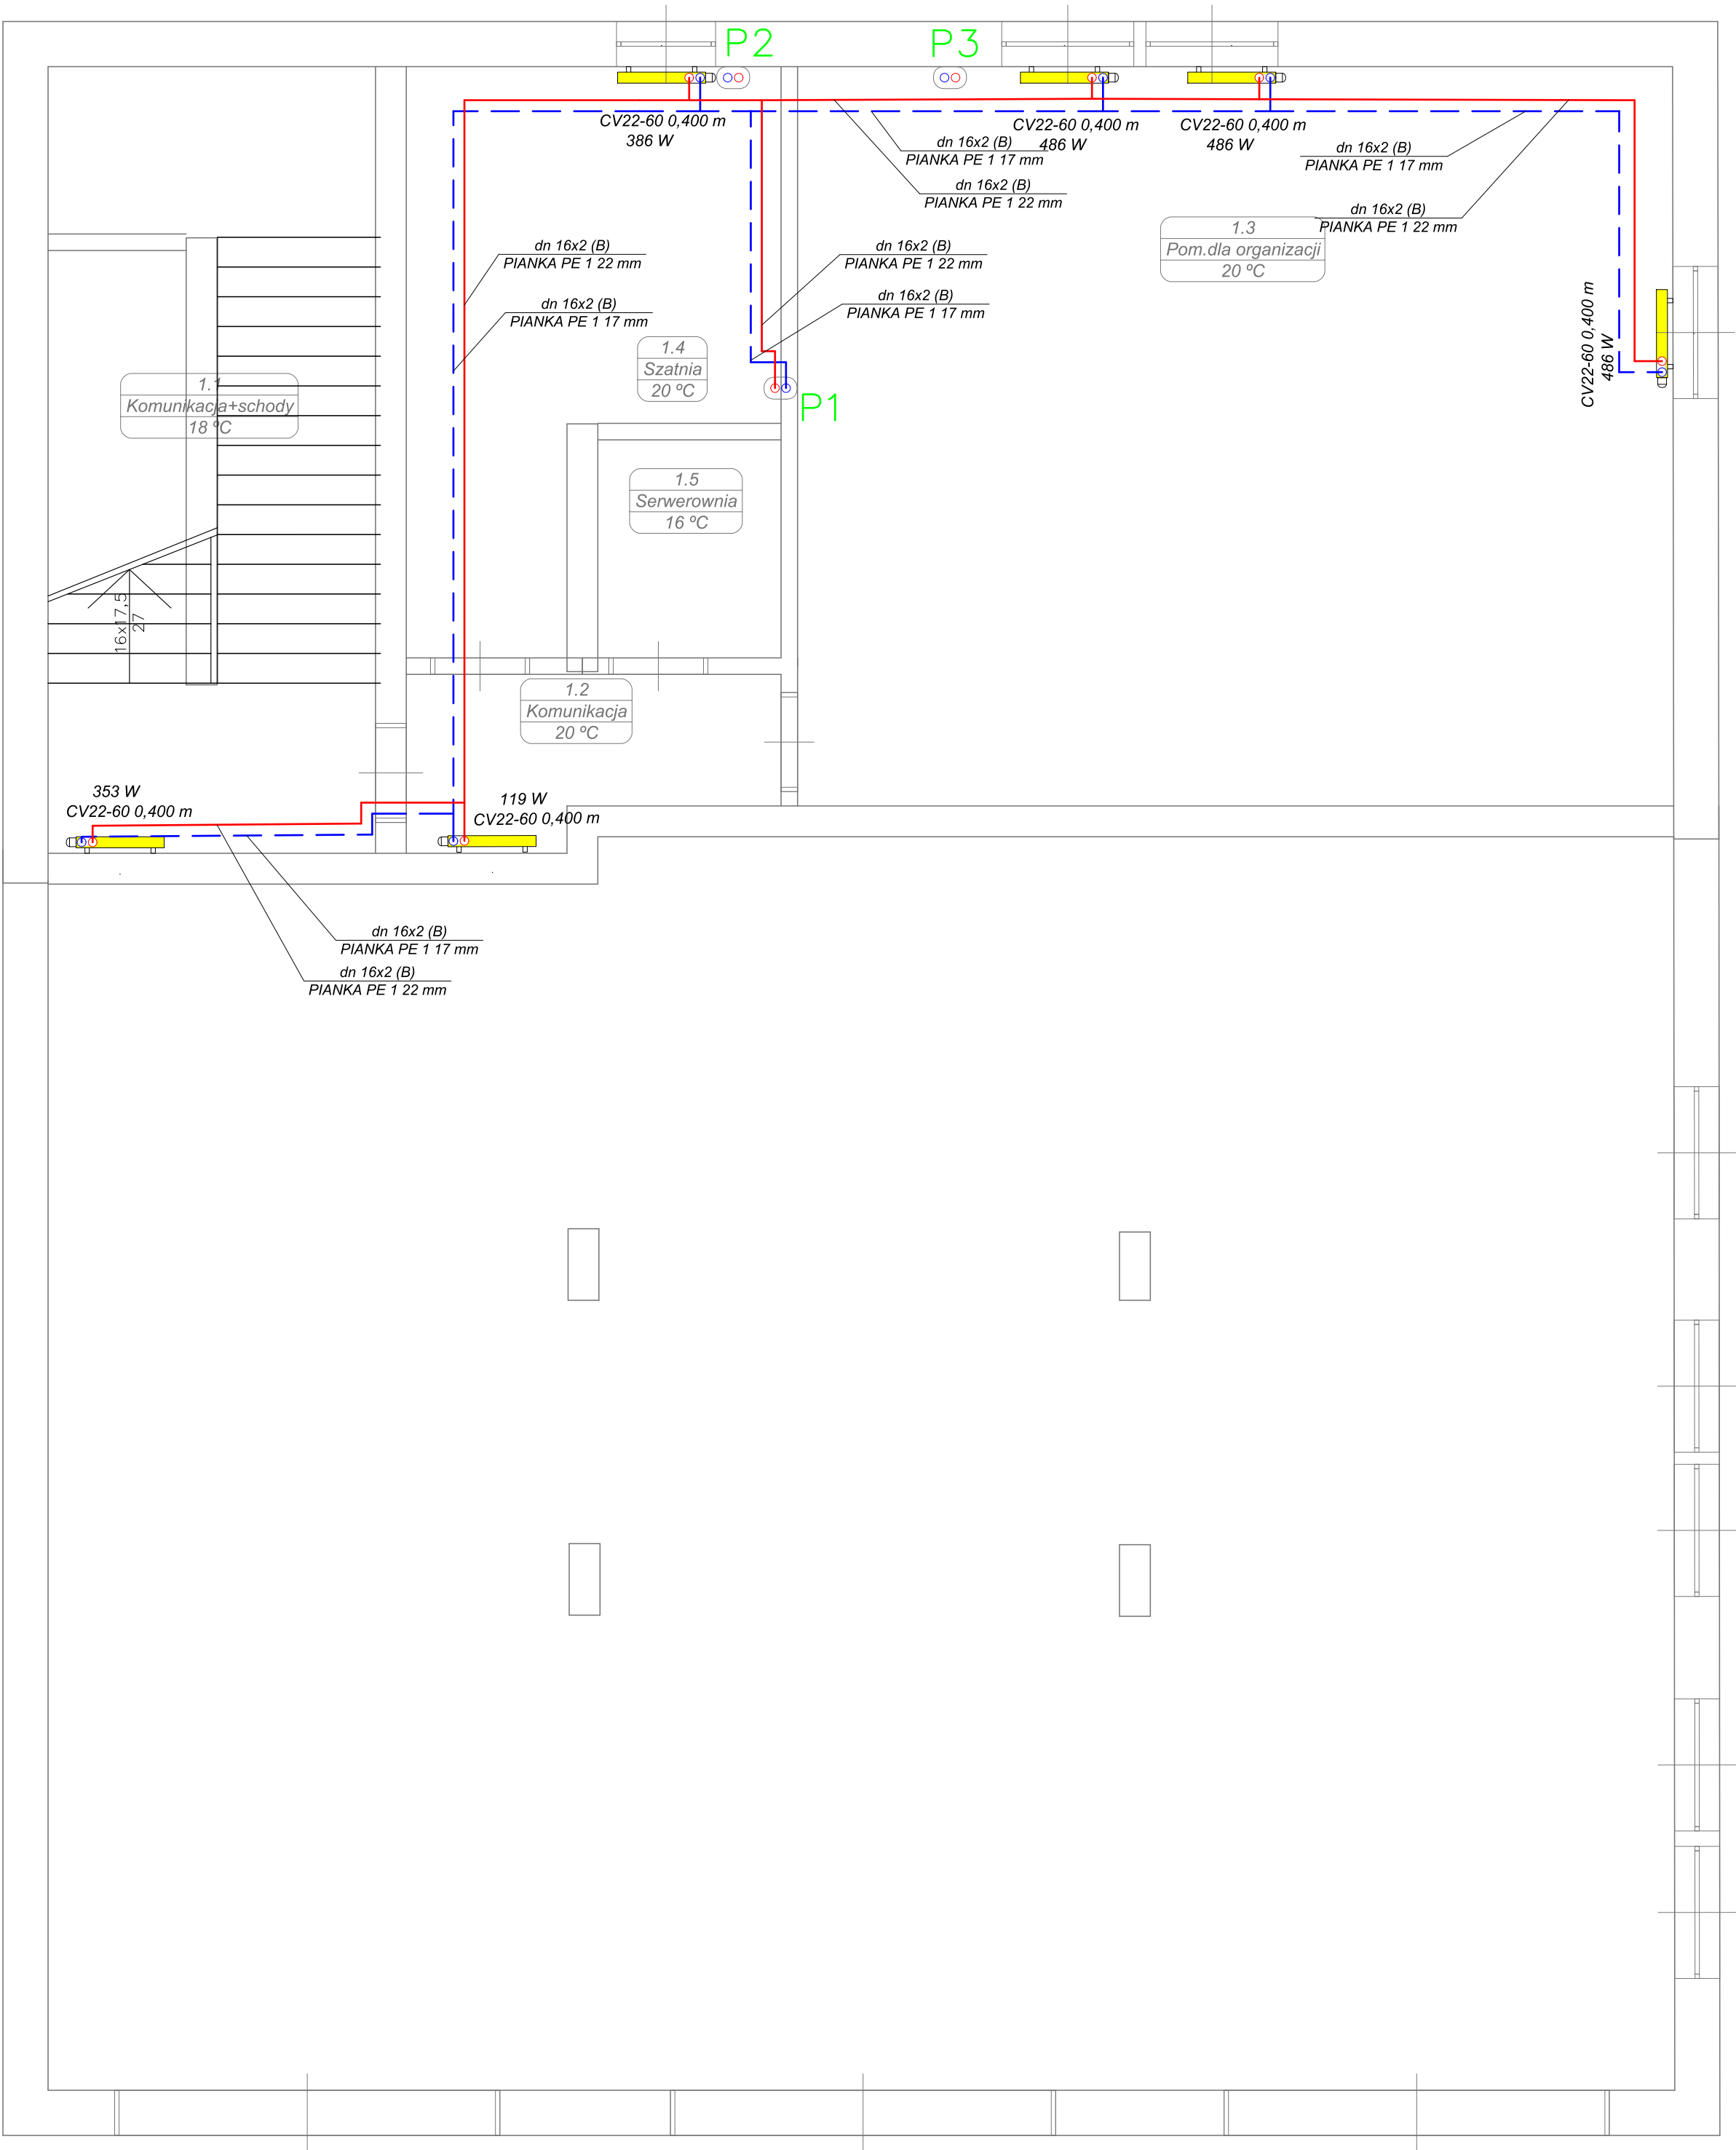 P2
P3
CV22-60 0,400 m
386 W
CV22-60 0,400 m
486 W
CV22-60 0,400 m
486 W
dn 16x2 (B)
PIANKA PE 1 17 mm
dn 16x2 (B)
PIANKA PE 1 22 mm
dn 16x2 (B)
PIANKA PE 1 17 mm
dn 16x2 (B)
PIANKA PE 1 22 mm
1.3
Pom.dla organizacji
20 ºC
dn 16x2 (B)
PIANKA PE 1 22 mm
dn 16x2 (B)
PIANKA PE 1 17 mm
dn 16x2 (B)
PIANKA PE 1 22 mm
dn 16x2 (B)
PIANKA PE 1 17 mm
CV22-60 0,400 m
486 W
1.4
Szatnia
20 ºC
1.1
Komunikacja+schody
18 ºC
P1
1.5
Serwerownia
16 ºC
16x17,5
27
1.2
Komunikacja
20 ºC
353 W
CV22-60 0,400 m
119 W
CV22-60 0,400 m
dn 16x2 (B)
PIANKA PE 1 17 mm
dn 16x2 (B)
PIANKA PE 1 22 mm